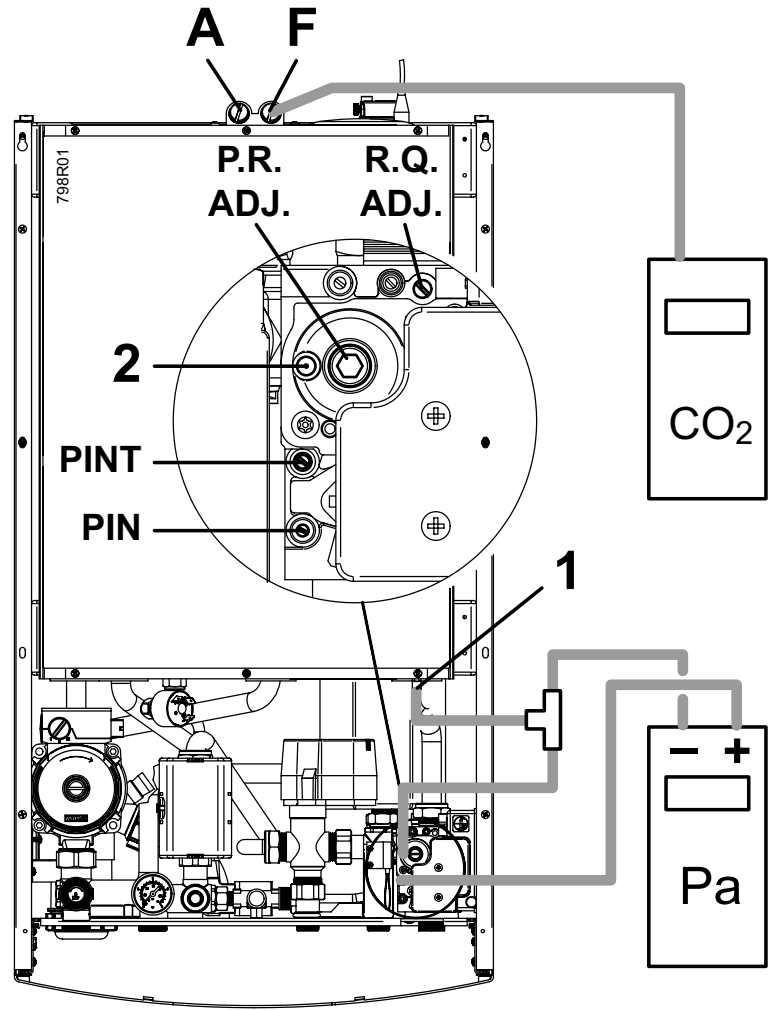 A F
798R01
P.R.
ADJ.
R.Q.
ADJ.
2
CO2
PINT
PIN
1
− +
Pa